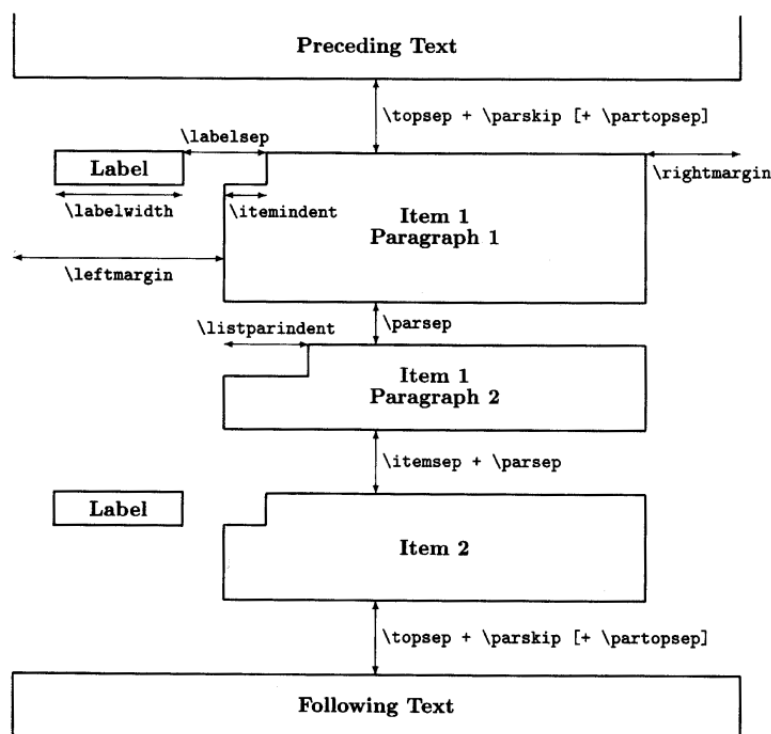 Preceding Text
\topsep + \parskip [+ \partopsep]
\labelsep
Label
\rightmargin
\labelwidth
\itemindent
Item 1
Paragraph 1
\leftmargin
\parsep
\listparindent
Item 1
Paragraph 2
\itemsep + \parsep
Label
Item 2
\topsep + \parskip [+ \partopsep]
Following Text